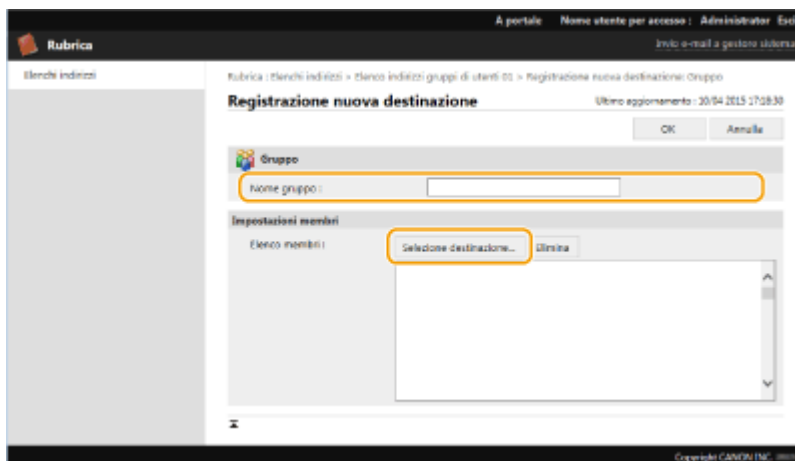 A portale Nome utente per accesso : Administrator Esci
Rubrica
Invio e-mail a gestore sistema
Elenchi indirizzi
Rubrica : Elenchi indirizzi > Elenco indirizzi gruppi di utenti 01 > Registrazione nuova destinazione: Gruppo
Registrazione nuova destinazione
Ultimo aggiornamento : 10/04 2015 17:18:30
OK Annulla
Gruppo
Nome gruppo :
Impostazioni membri
Elenco membri :
Selezione destinazione... Elimina
Copyright CANON INC.